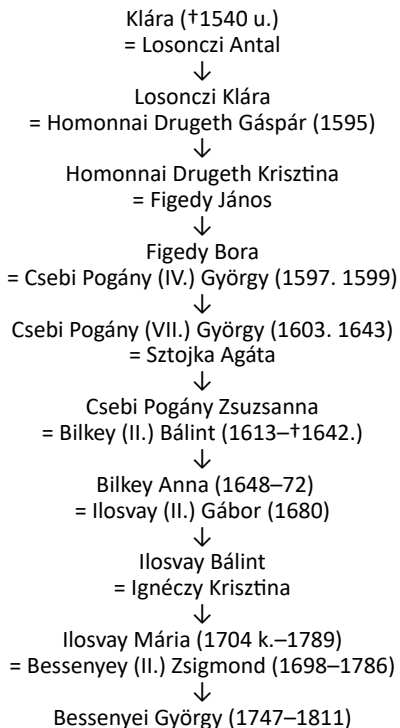 Klára (†1540 u.)
= Losonczi Antal
↓
Losonczi Klára
= Homonnai Drugeth Gáspár (1595)
↓
Homonnai Drugeth Krisztina
= Figedy János
↓
Figedy Bora
= Csebi Pogány (IV.) György (1597. 1599)
↓
Csebi Pogány (VII.) György (1603. 1643)
= Sztojka Agáta
↓
Csebi Pogány Zsuzsanna
= Bilkey (II.) Bálint (1613–†1642.)
↓
Bilkey Anna (1648–72)
= Ilosvay (II.) Gábor (1680)
↓
Ilosvay Bálint
= Ignéczy Krisztina
↓
Ilosvay Mária (1704 k.–1789)
= Bessenyey (II.) Zsigmond (1698–1786)
↓
Bessenyei György (1747–1811)